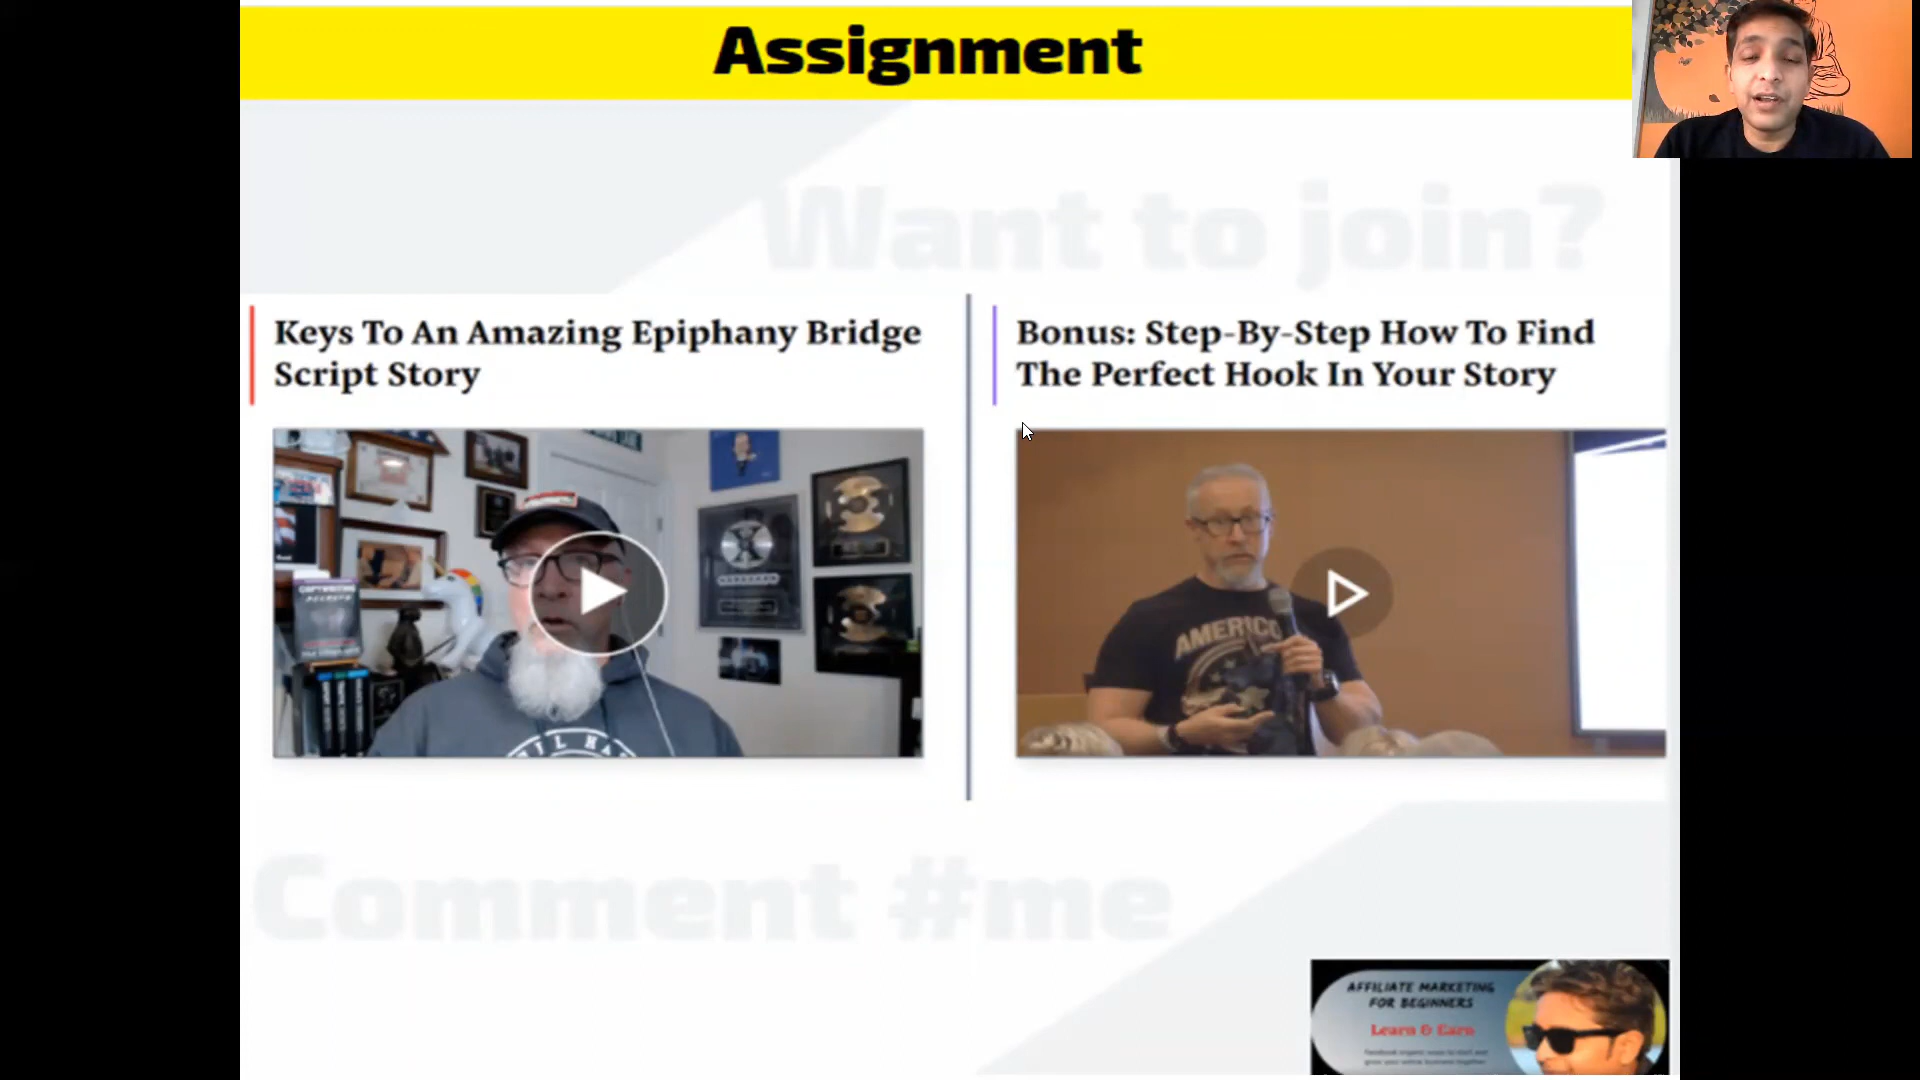 Assignment
Want to join?
Keys To An Amazing Epiphany Bridge
Script Story
Bonus: Step-By-Step How To Find
The Perfect Hook In Your Story
AMERICO
Comment #me
AFFILIATE MARKETING
FOR BEGINNERS
Learn & Earn